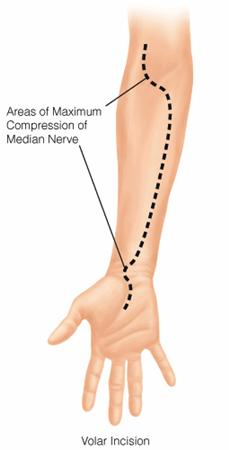 Areas of Maximum
Compression of
Median Nerve
Volar Incision